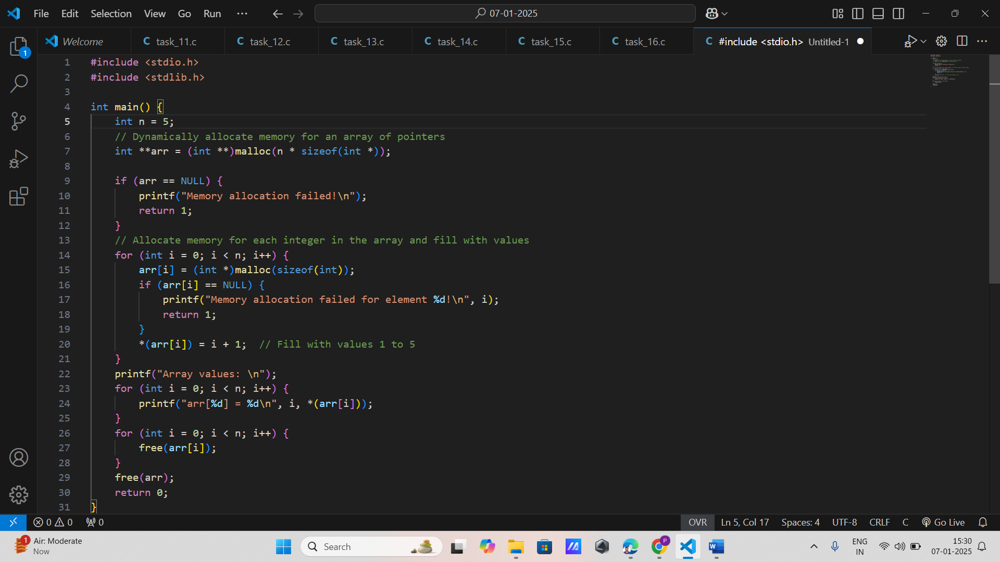 File Edit Selection View Go Run ··· 07-01-2025
Welcome task_11.c task_12.c task_13.c task_14.c task_15.c task_16.c #include <stdio.h> Untitled-1
1 #include <stdio.h>
2 #include <stdlib.h>
3
4 int main() {
5     int n = 5;
6     // Dynamically allocate memory for an array of pointers
7     int **arr = (int **)malloc(n * sizeof(int *));
8
9     if (arr == NULL) {
10         printf("Memory allocation failed!\n");
11         return 1;
12     }
13     // Allocate memory for each integer in the array and fill with values
14     for (int i = 0; i < n; i++) {
15         arr[i] = (int *)malloc(sizeof(int));
16         if (arr[i] == NULL) {
17             printf("Memory allocation failed for element %d!\n", i);
18             return 1;
19         }
20         *(arr[i]) = i + 1;  // Fill with values 1 to 5
21     }
22     printf("Array values: \n");
23     for (int i = 0; i < n; i++) {
24         printf("arr[%d] = %d\n", i, *(arr[i]));
25     }
26     for (int i = 0; i < n; i++) {
27         free(arr[i]);
28     }
29     free(arr);
30     return 0;
31 }
0 0 0 OVR Ln 5, Col 17 Spaces: 4 UTF-8 CRLF C Go Live
1 Air: Moderate
Now
Search
ENG
IN
15:30
07-01-2025